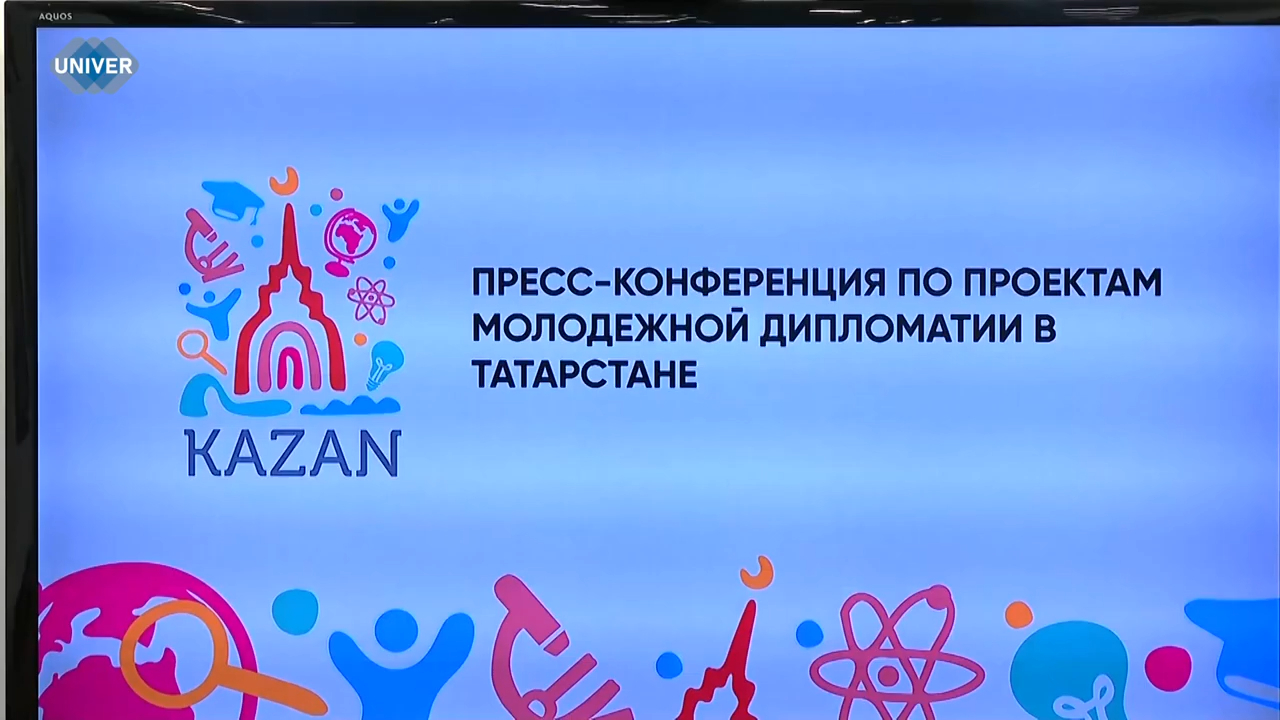 AQUOS
UNIVER
ПРЕСС-КОНФЕРЕНЦИЯ ПО ПРОЕКТАМ
МОЛОДЕЖНОЙ ДИПЛОМАТИИ В
ТАТАРСТАНЕ
KAZAN